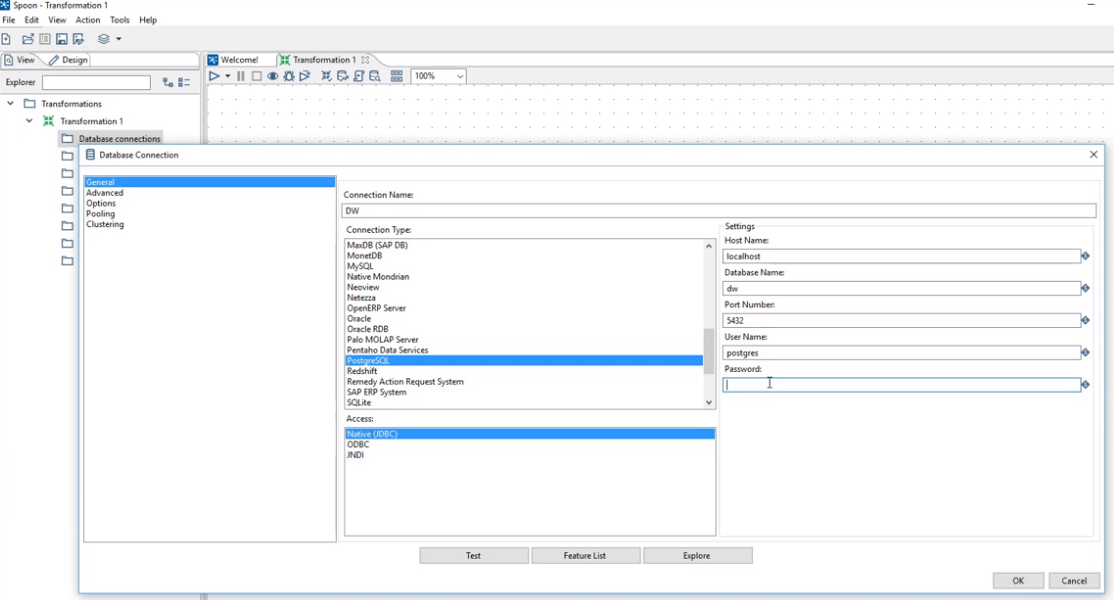 Spoon - Transformation 1
File Edit View Action Tools Help
View Design
Welcome! Transformation 1
Explorer
100%
Transformations
Transformation 1
Database connections
Database Connection
General
Advanced
Options
Pooling
Clustering
Connection Name:
DW
Connection Type:
MaxDB (SAP DB)
MonetDB
MySQL
Native Mondrian
Neoview
Netezza
OpenERP Server
Oracle
Oracle RDB
Palo MOLAP Server
Pentaho Data Services
PostgreSQL
Redshift
Remedy Action Request System
SAP ERP System
SQLite
Access:
Native (JDBC)
ODBC
JNDI
Settings
Host Name:
localhost
Database Name:
dw
Port Number:
5432
User Name:
postgres
Password:
Test Feature List Explore
OK Cancel